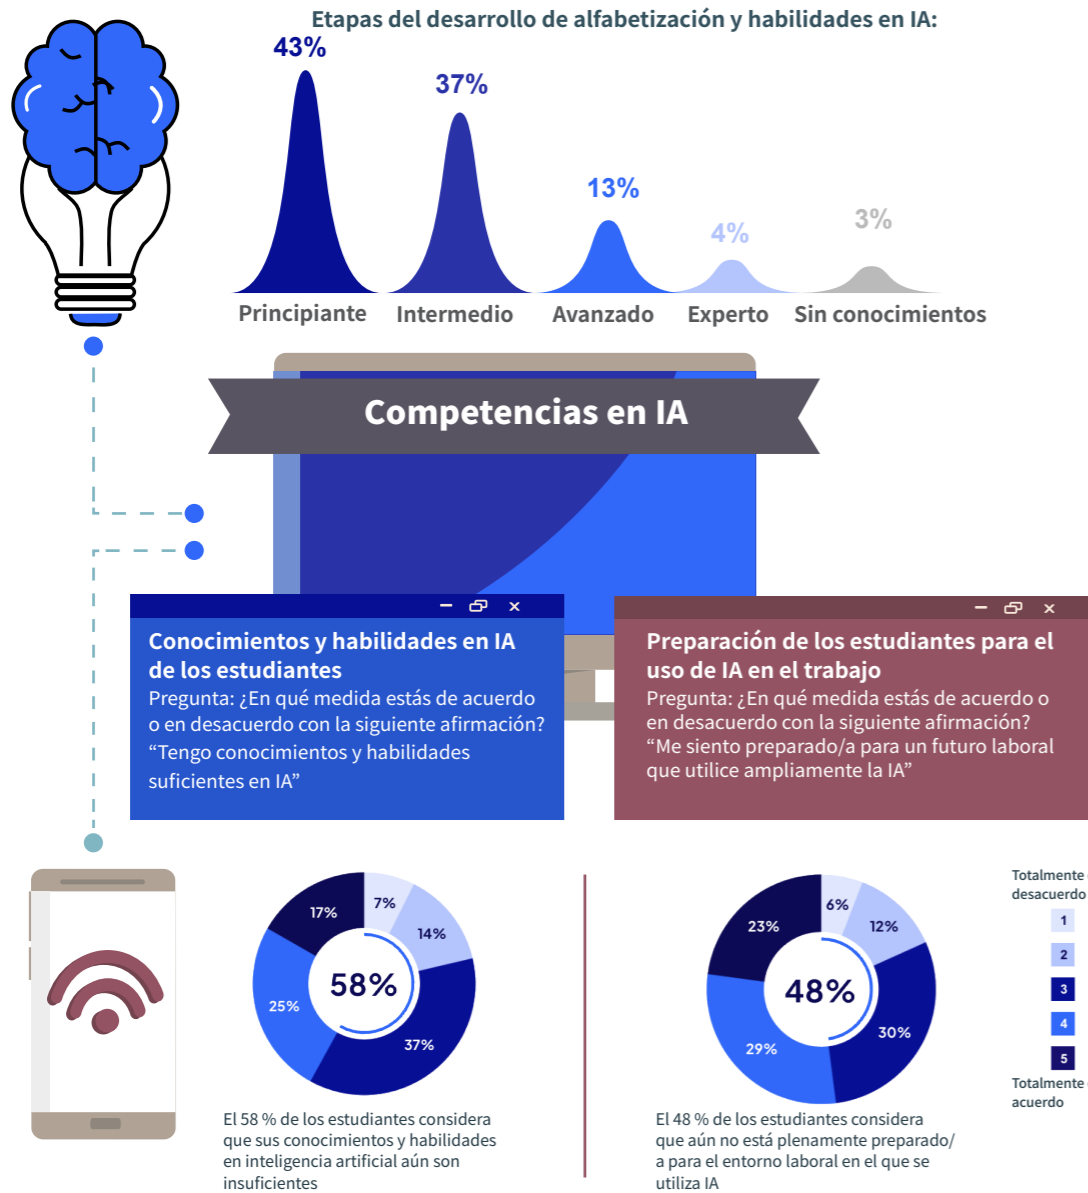 Etapas del desarrollo de alfabetización y habilidades en IA:
43%
37%
13%
4%
3%
Principiante
Intermedio
Avanzado
Experto
Sin conocimientos
Competencias en IA
Conocimientos y habilidades en IA
de los estudiantes
Pregunta: ¿En qué medida estás de acuerdo
o en desacuerdo con la siguiente afirmación?
“Tengo conocimientos y habilidades
suficientes en IA”
Preparación de los estudiantes para el
uso de IA en el trabajo
Pregunta: ¿En qué medida estás de acuerdo o
en desacuerdo con la siguiente afirmación?
“Me siento preparado/a para un futuro laboral
que utilice ampliamente la IA”
7%
14%
37%
25%
17%
58%
El 58 % de los estudiantes considera
que sus conocimientos y habilidades
en inteligencia artificial aún son
insuficientes
6%
12%
30%
29%
23%
48%
El 48 % de los estudiantes considera
que aún no está plenamente preparado/
a para el entorno laboral en el que se
utiliza IA
Totalmente
desacuerdo
1
2
3
4
5
Totalmente
acuerdo